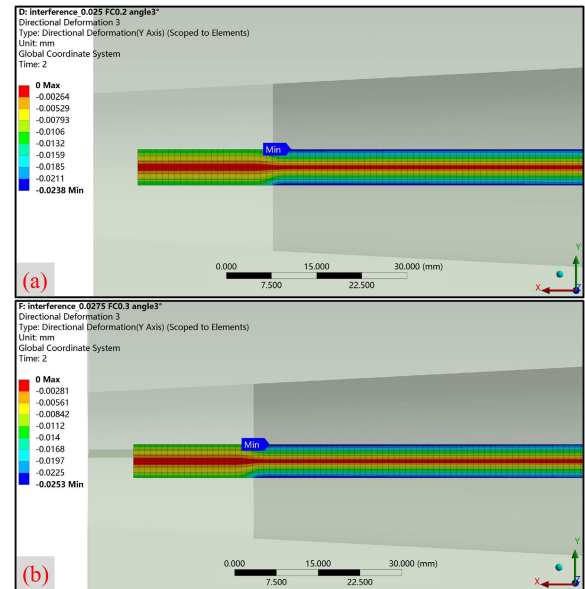 D: interference_0.025 FC0.2 angle3°
Directional Deformation 3
Type: Directional Deformation(Y Axis) (Scoped to Elements)
Unit: mm
Global Coordinate System
Time: 2
0 Max
-0.00264
-0.00529
-0.00793
-0.0106
-0.0132
-0.0159
-0.0185
-0.0211
-0.0238 Min
Min
0.000 15.000 30.000 (mm)
7.500 22.500
Y
X
Z
(a)
F: interference_0.0275 FC0.3 angle3°
Directional Deformation 3
Type: Directional Deformation(Y Axis) (Scoped to Elements)
Unit: mm
Global Coordinate System
Time: 2
0 Max
-0.00281
-0.00561
-0.00842
-0.0112
-0.014
-0.0168
-0.0197
-0.0225
-0.0253 Min
Min
0.000 15.000 30.000 (mm)
7.500 22.500
Y
X
Z
(b)